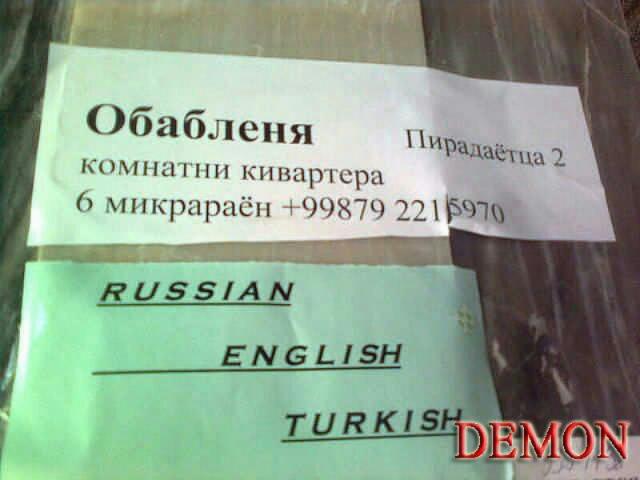 Обабленя Пирадаётца 2
комнатни кивартера
6 микрараён +99879 2215970
RUSSIAN
ENGLISH
TURKISH
DEMON